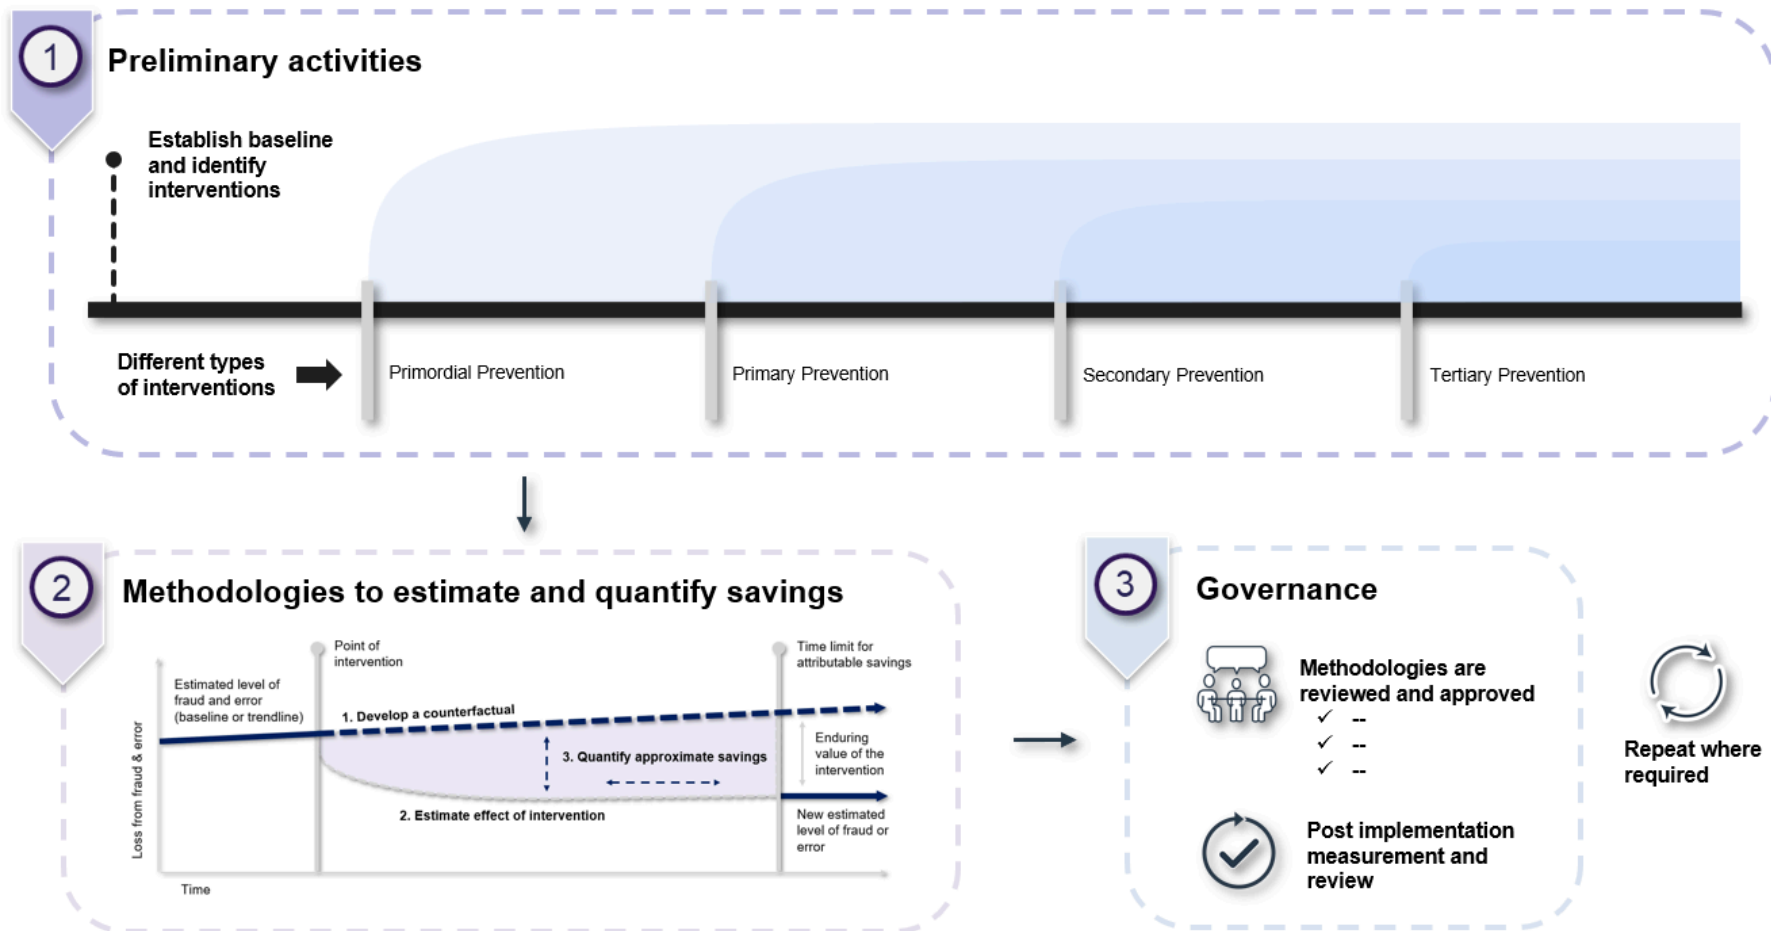 1
Preliminary activities
Establish baseline
and identify
interventions
Different types
of interventions
Primordial Prevention
Primary Prevention
Secondary Prevention
Tertiary Prevention
2
Methodologies to estimate and quantify savings
Point of
intervention
Time limit for
attributable savings
Estimated level of
fraud and error
(baseline or trendline)
1. Develop a counterfactual
3. Quantify approximate savings
Enduring
value of the
intervention
2. Estimate effect of intervention
New estimated
level of fraud or
error
Loss from fraud & error
Time
3
Governance
Methodologies are
reviewed and approved
✓ --
✓ --
✓ --
Post implementation
measurement and
review
Repeat where
required